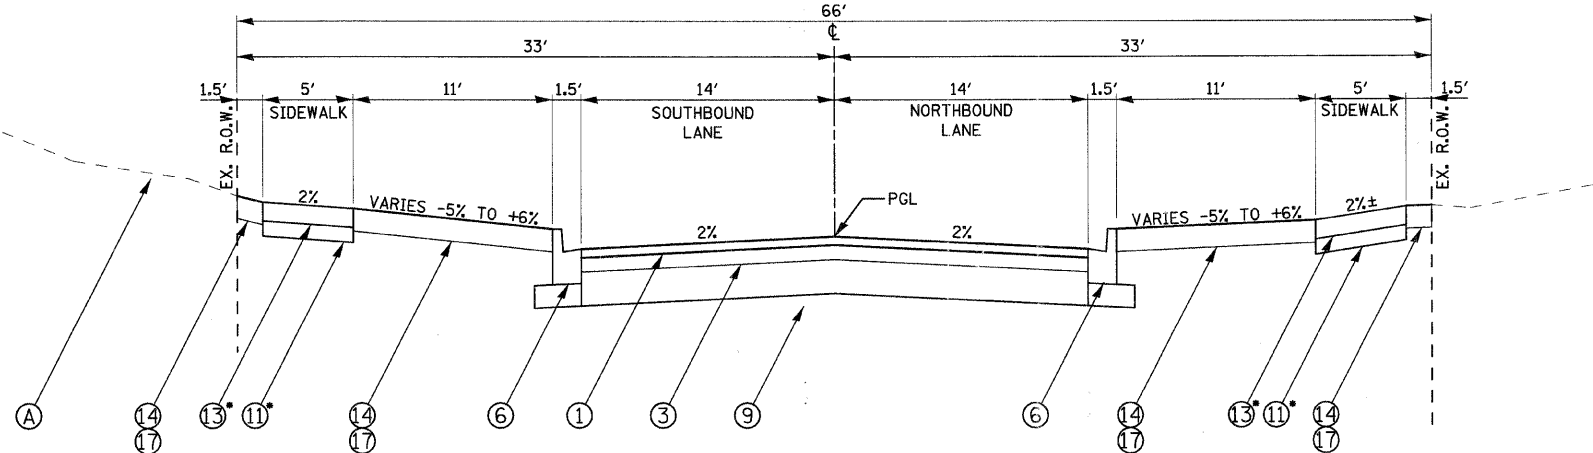 66'
℄
33' 33'
1.5' 5' 11' 1.5' 14' 14' 1.5' 11' 5' 1.5'
SIDEWALK SOUTHBOUND LANE NORTHBOUND LANE SIDEWALK
EX. R.O.W. EX. R.O.W.
2% VARIES -5% TO +6% 2% PGL 2% VARIES -5% TO +6% 2%±
A 14 13* 11* 14 6 1 3 9 6 14 13* 11* 14
17 17 17 17